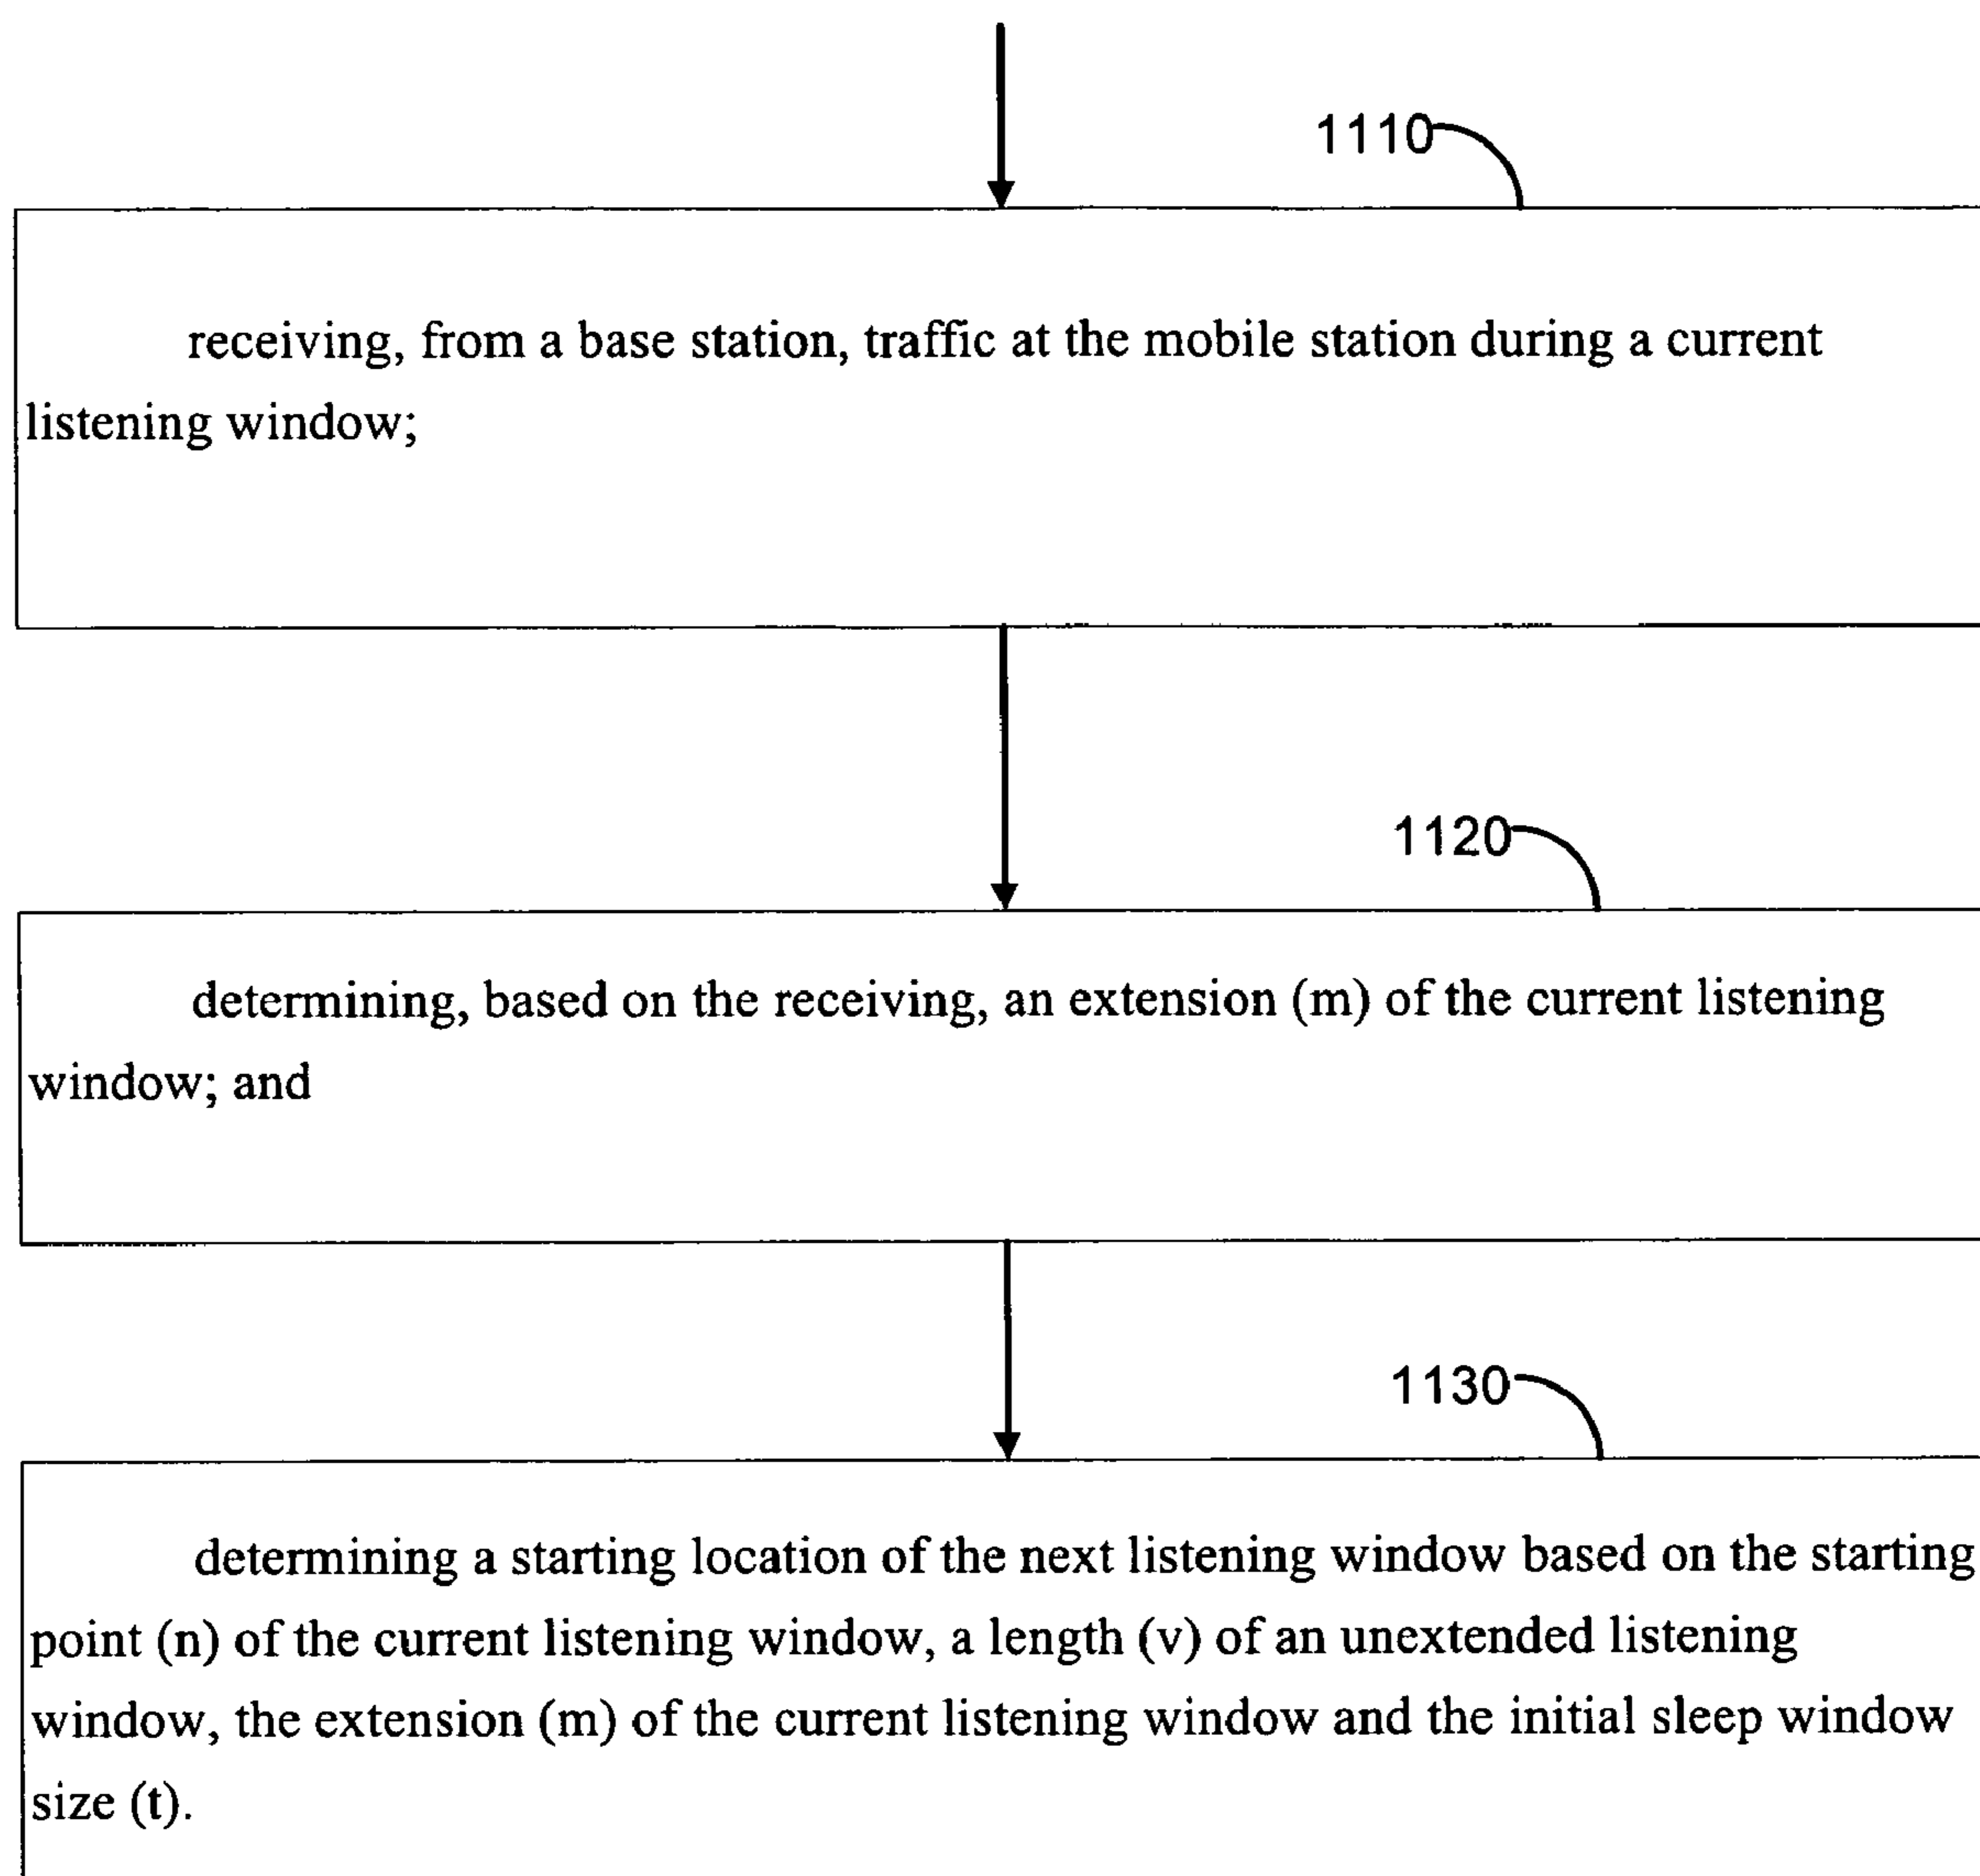 1110
receiving, from a base station, traffic at the mobile station during a current
listening window;
1120
determining, based on the receiving, an extension (m) of the current listening
window; and
1130
determining a starting location of the next listening window based on the starting
point (n) of the current listening window, a length (v) of an unextended listening
window, the extension (m) of the current listening window and the initial sleep window
size (t).